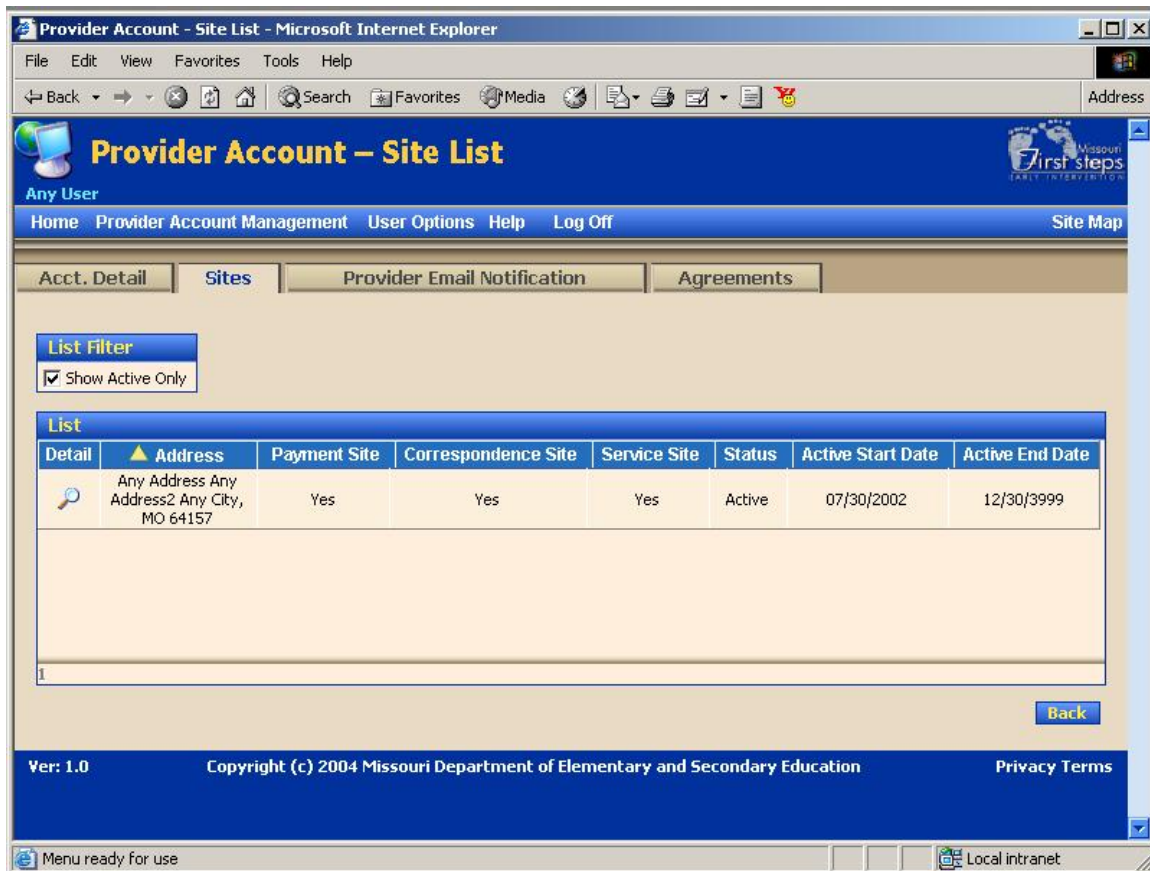 Provider Account - Site List - Microsoft Internet Explorer
File Edit View Favorites Tools Help
Back Search Favorites Media Address
Provider Account – Site List
Missouri
First steps
EARLY INTERVENTION
Any User
Home Provider Account Management User Options Help Log Off Site Map
Acct. Detail Sites Provider Email Notification Agreements
List Filter
Show Active Only
List
Detail Address Payment Site Correspondence Site Service Site Status Active Start Date Active End Date
Any Address Any
Address2 Any City, Yes Yes Yes Active 07/30/2002 12/30/3999
MO 64157
1
Back
Ver: 1.0 Copyright (c) 2004 Missouri Department of Elementary and Secondary Education Privacy Terms
Menu ready for use Local intranet